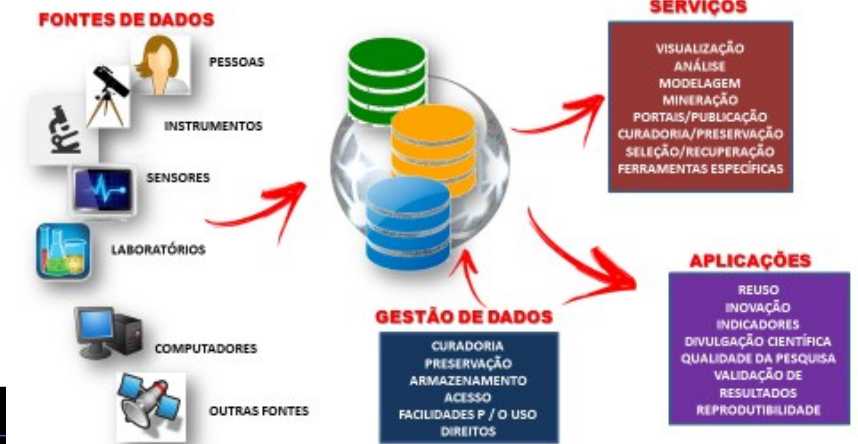 FONTES DE DADOS
PESSOAS
INSTRUMENTOS
SENSORES
LABORATÓRIOS
COMPUTADORES
OUTRAS FONTES
GESTÃO DE DADOS
CURADORIA
PRESERVAÇÃO
ARMAZENAMENTO
ACESSO
FACILIDADES P / O USO
DIREITOS
SERVIÇOS
VISUALIZAÇÃO
ANÁLISE
MODELAGEM
MINERAÇÃO
PORTAIS/PUBLICAÇÃO
CURADORIA/PRESERVAÇÃO
SELEÇÃO/RECUPERAÇÃO
FERRAMENTAS ESPECÍFICAS
APLICAÇÕES
REUSO
INOVAÇÃO
INDICADORES
DIVULGAÇÃO CIENTÍFICA
QUALIDADE DA PESQUISA
VALIDAÇÃO DE
RESULTADOS
REPRODUTIBILIDADE